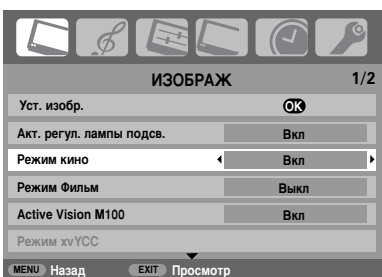 ИЗОБРАЖ 1/2
Уст. изобр. OK
Акт. регул. лампы подсв. Вкл
Режим кино Вкл
Режим Фильм Выкл
Active Vision M100 Вкл
Режим xvYCC
MENU Назад EXIT Просмотр